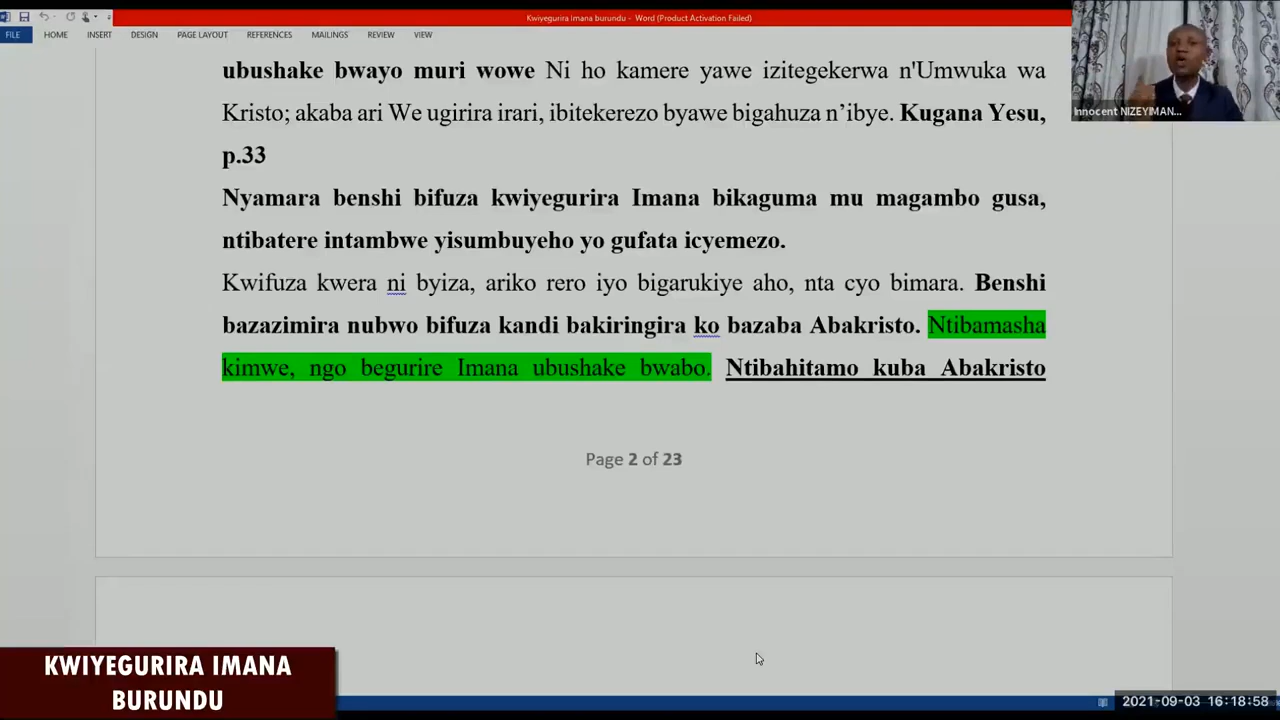 Kwiyegurira Imana burundu - Word (Product Activation Failed)
FILE HOME INSERT DESIGN PAGE LAYOUT REFERENCES MAILINGS REVIEW VIEW
ubushake bwayo muri wowe Ni ho kamere yawe izitegekerwa n'Umwuka wa
Kristo; akaba ari We ugirira irari, ibitekerezo byawe bigahuza n’ibye. Kugana Yesu,
p.33
Nyamara benshi bifuza kwiyegurira Imana bikaguma mu magambo gusa,
ntibatere intambwe yisumbuyeho yo gufata icyemezo.
Kwifuza kwera ni byiza, ariko rero iyo bigarukiye aho, nta cyo bimara. Benshi
bazazimira nubwo bifuza kandi bakiringira ko bazaba Abakristo. Ntibamasha
kimwe, ngo begurire Imana ubushake bwabo. Ntibahitamo kuba Abakristo
Page 2 of 23
Innocent NIZEYIMAN...
KWIYEGURIRA IMANA
BURUNDU
2021-09-03 16:18:58